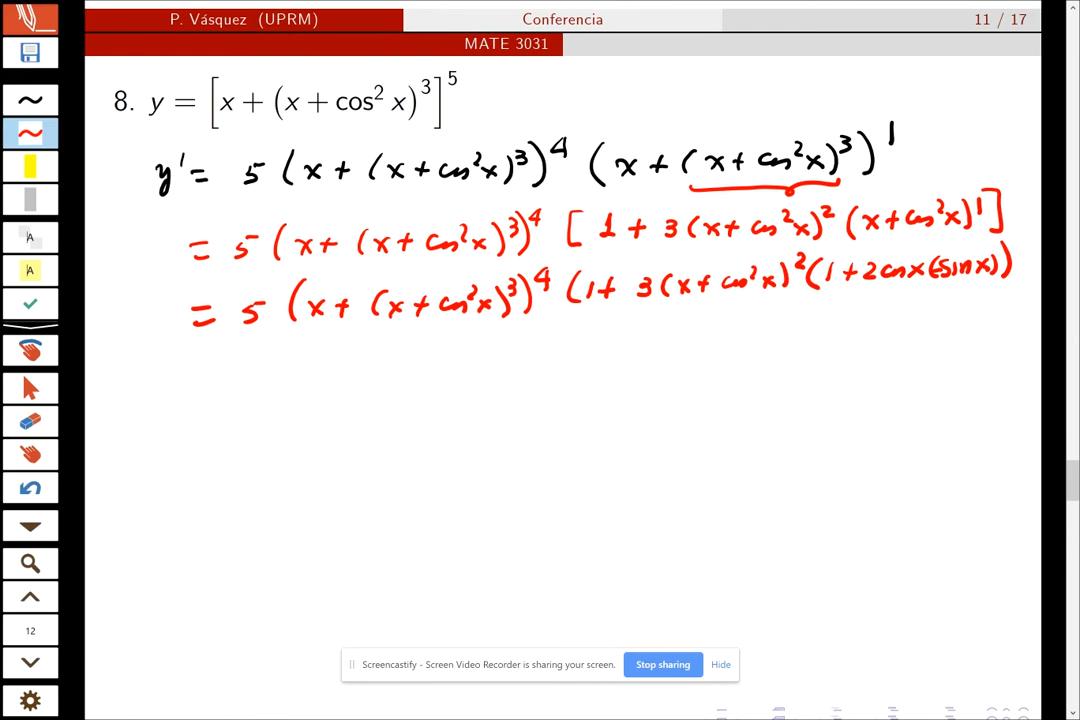 P. Vásquez (UPRM) Conferencia 11 / 17
MATE 3031
8. y = [x + (x + cos² x)³]⁵
y' = 5 (x + (x + cos²x)³)⁴ (x + (x + cos²x)³)'
= 5 (x + (x + cos²x)³)⁴ [1 + 3(x + cos²x)² (x + cos²x)']
= 5 (x + (x + cos²x)³)⁴ (1 + 3(x + cos²x)² (1 + 2cosx(-sinx))
A
A
12
Screencastify - Screen Video Recorder is sharing your screen. Stop sharing Hide